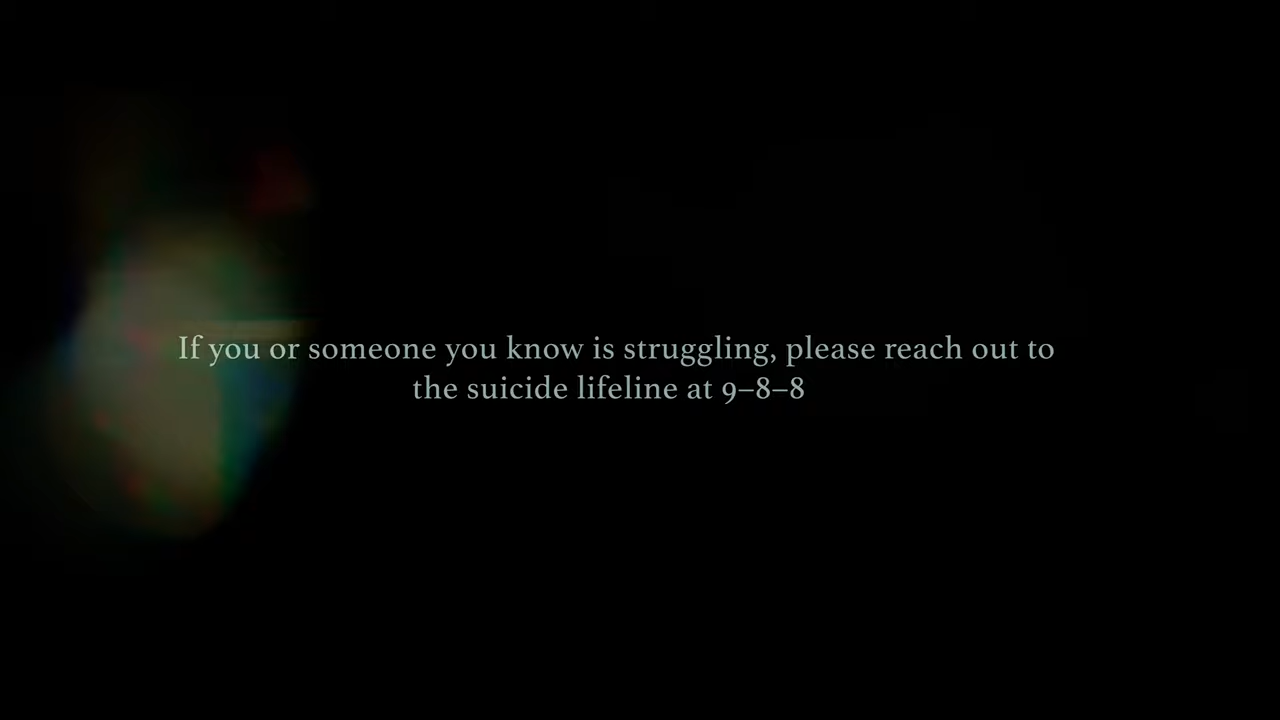 If you or someone you know is struggling, please reach out to
the suicide lifeline at 9–8–8